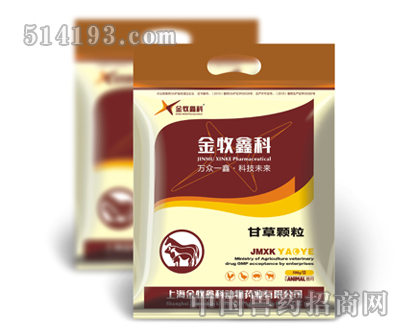 514193.com
金牧鑫科
金牧鑫科
JINMU XINKE Pharmaceutical
万众一鑫·科技未来
甘草颗粒
JMXK YAOYE
Ministry of Agriculture veterinary
drug GMP acceptance by enterprises
ANIMAL
上海金牧鑫科动物药业有限公司
中国兽药招商网